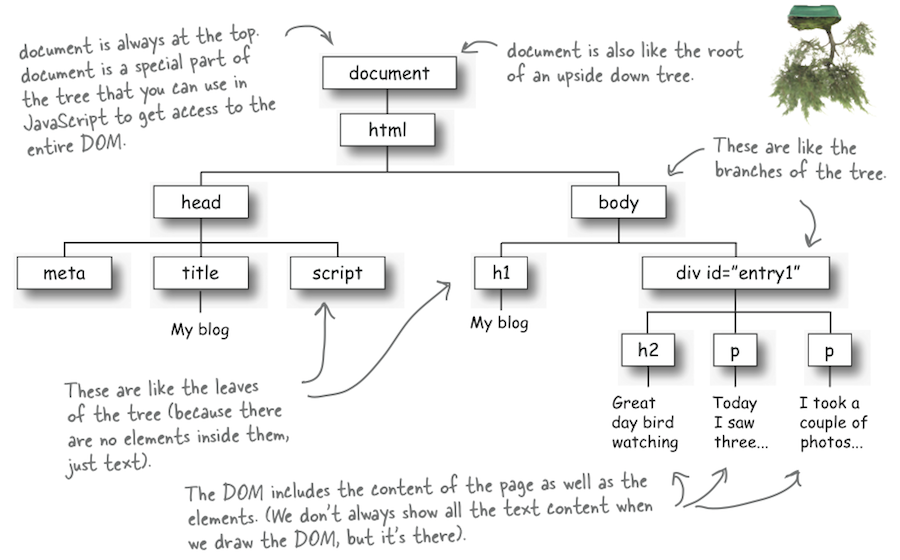 document is always at the top.
document is a special part of
the tree that you can use in
JavaScript to get access to the
entire DOM.
document
document is also like the root
of an upside down tree.
html
These are like the
branches of the tree.
head
body
meta
title
script
h1
div id="entry1"
My blog
My blog
h2
p
p
Great
day bird
watching
Today
I saw
three...
I took a
couple of
photos...
These are like the leaves
of the tree (because there
are no elements inside them,
just text).
The DOM includes the content of the page as well as the
elements. (We don't always show all the text content when
we draw the DOM, but it's there).